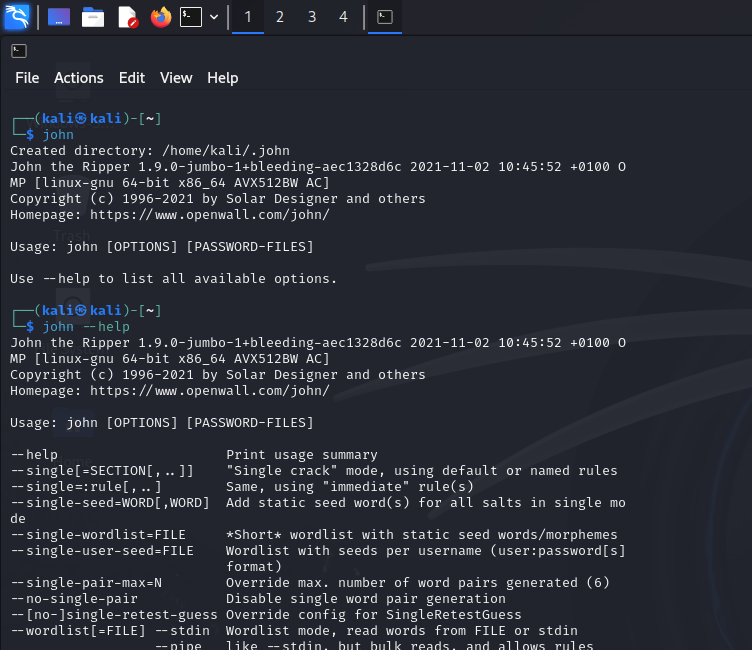 1 2 3 4
File Actions Edit View Help
┌──(kali㉿kali)-[~]
└─$ john
Created directory: /home/kali/.john
John the Ripper 1.9.0-jumbo-1+bleeding-aec1328d6c 2021-11-02 10:45:52 +0100 O
MP [linux-gnu 64-bit x86_64 AVX512BW AC]
Copyright (c) 1996-2021 by Solar Designer and others
Homepage: https://www.openwall.com/john/
Usage: john [OPTIONS] [PASSWORD-FILES]
Use --help to list all available options.
┌──(kali㉿kali)-[~]
└─$ john --help
John the Ripper 1.9.0-jumbo-1+bleeding-aec1328d6c 2021-11-02 10:45:52 +0100 O
MP [linux-gnu 64-bit x86_64 AVX512BW AC]
Copyright (c) 1996-2021 by Solar Designer and others
Homepage: https://www.openwall.com/john/
Usage: john [OPTIONS] [PASSWORD-FILES]
--help Print usage summary
--single[=SECTION[,..]] "Single crack" mode, using default or named rules
--single=:rule[,..] Same, using "immediate" rule(s)
--single-seed=WORD[,WORD] Add static seed word(s) for all salts in single mo
de
--single-wordlist=FILE *Short* wordlist with static seed words/morphemes
--single-user-seed=FILE Wordlist with seeds per username (user:password[s]
format)
--single-pair-max=N Override max. number of word pairs generated (6)
--no-single-pair Disable single word pair generation
--[no-]single-retest-guess Override config for SingleRetestGuess
--wordlist[=FILE] --stdin Wordlist mode, read words from FILE or stdin
--pipe like --stdin, but bulk reads, and allows rules